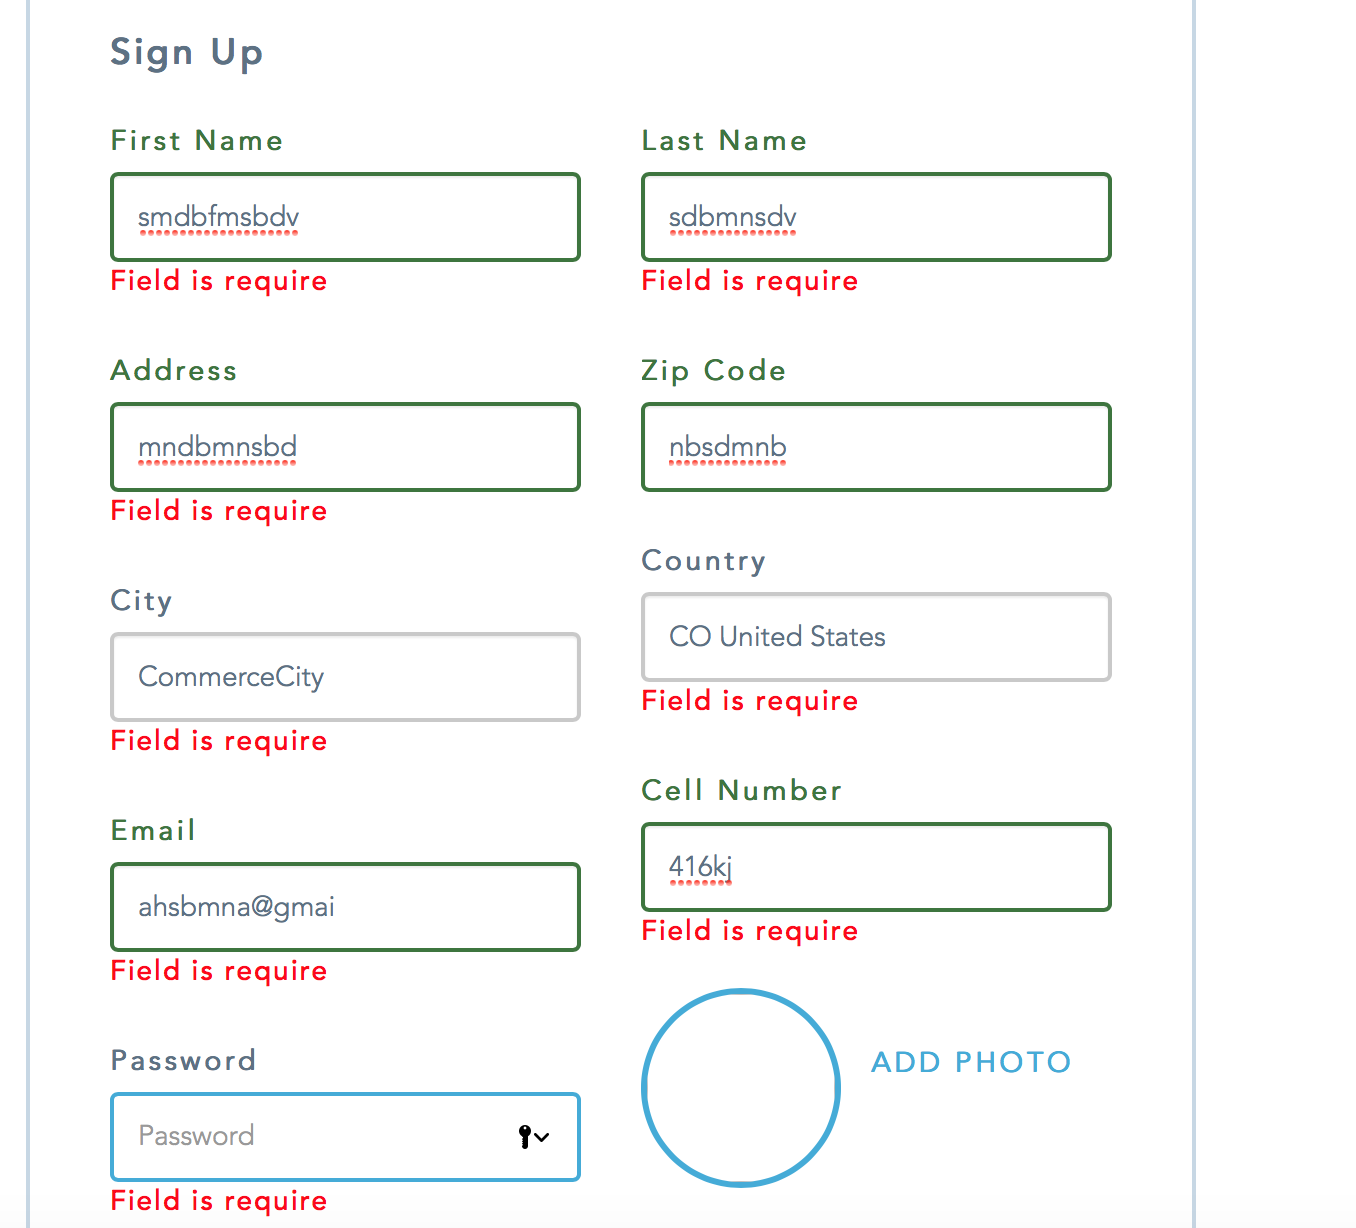 Sign Up
First Name
smdbfmsbdv
Field is require
Last Name
sdbmnsdv
Field is require
Address
mndbmnsbd
Field is require
Zip Code
nbsdmnb
City
CommerceCity
Field is require
Country
CO United States
Field is require
Email
ahsbmna@gmai
Field is require
Cell Number
416kj
Field is require
Password
Password
Field is require
ADD PHOTO